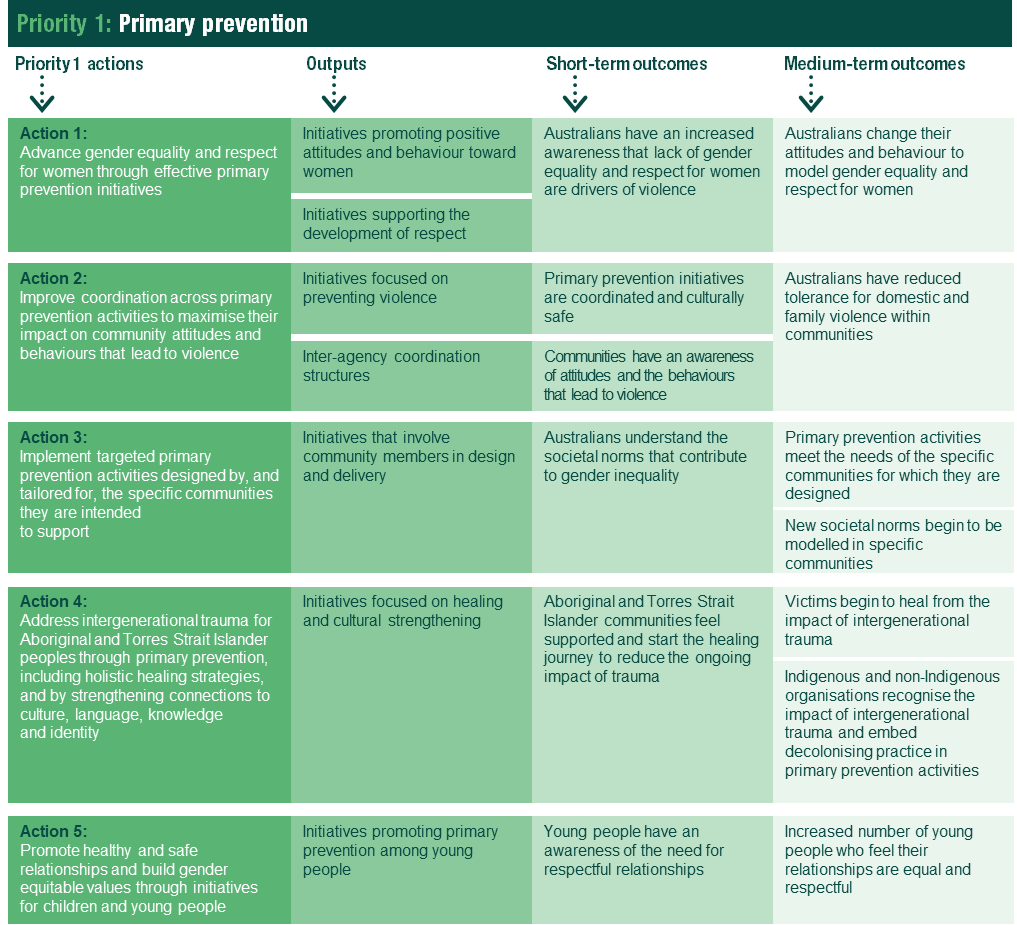 Priority 1: Primary prevention
Priority 1 actions
Outputs
Short-term outcomes
Medium-term outcomes
Action 1:
Advance gender equality and respect
for women through effective primary
prevention initiatives
Initiatives promoting positive
attitudes and behaviour toward
women
Initiatives supporting the
development of respect
Australians have an increased
awareness that lack of gender
equality and respect for women
are drivers of violence
Australians change their
attitudes and behaviour to
model gender equality and
respect for women
Action 2:
Improve coordination across primary
prevention activities to maximise their
impact on community attitudes and
behaviours that lead to violence
Initiatives focused on
preventing violence
Inter-agency coordination
structures
Primary prevention initiatives
are coordinated and culturally
safe
Communities have an awareness
of attitudes and the behaviours
that lead to violence
Australians have reduced
tolerance for domestic and
family violence within
communities
Action 3:
Implement targeted primary
prevention activities designed by, and
tailored for, the specific communities
they are intended
to support
Initiatives that involve
community members in design
and delivery
Australians understand the
societal norms that contribute
to gender inequality
Primary prevention activities
meet the needs of the specific
communities for which they are
designed
New societal norms begin to be
modelled in specific
communities
Action 4:
Address intergenerational trauma for
Aboriginal and Torres Strait Islander
peoples through primary prevention,
including holistic healing strategies,
and by strengthening connections to
culture, language, knowledge
and identity
Initiatives focused on healing
and cultural strengthening
Aboriginal and Torres Strait
Islander communities feel
supported and start the healing
journey to reduce the ongoing
impact of trauma
Victims begin to heal from the
impact of intergenerational
trauma
Indigenous and non-Indigenous
organisations recognise the
impact of intergenerational
trauma and embed
decolonising practice in
primary prevention activities
Action 5:
Promote healthy and safe
relationships and build gender
equitable values through initiatives
for children and young people
Initiatives promoting primary
prevention among young
people
Young people have an
awareness of the need for
respectful relationships
Increased number of young
people who feel their
relationships are equal and
respectful